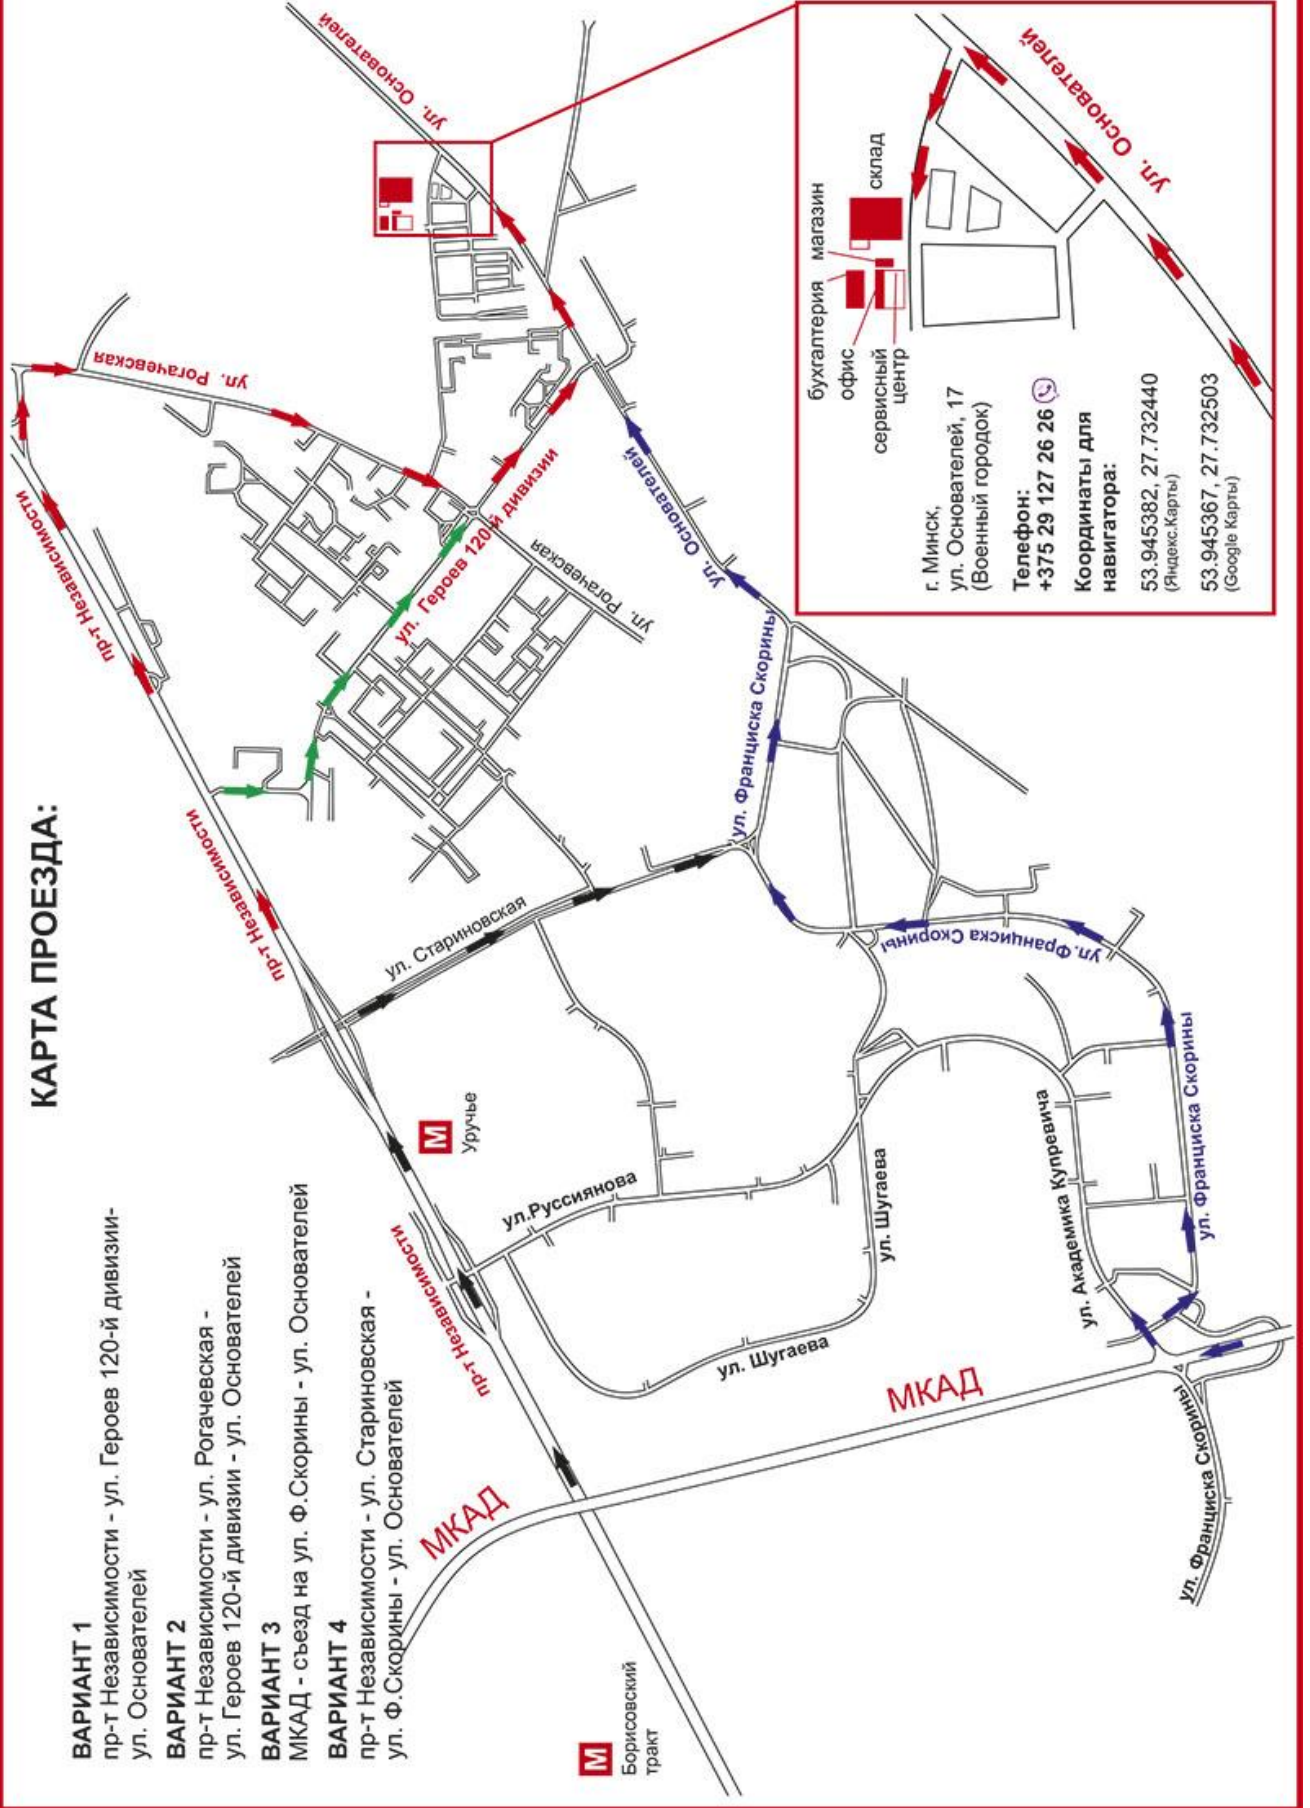 КАРТА ПРОЕЗДА:
ВАРИАНТ 1
пр-т Независимости - ул. Героев 120-й дивизии-
ул. Основателей
ВАРИАНТ 2
пр-т Независимости - ул. Рогачевская -
ул. Героев 120-й дивизии - ул. Основателей
ВАРИАНТ 3
МКАД - съезд на ул. Ф.Скорины - ул. Основателей
ВАРИАНТ 4
пр-т Независимости - ул. Стариновская -
ул. Ф.Скорины - ул. Основателей
М
Борисовский
тракт
МКАД
МКАД
пр-т Независимости
М
Уручье
пр-т Независимости
пр-т Независимости
ул. Стариновская
ул.Руссиянова
ул. Шугаева
ул. Шугаева
ул. Академика Купревича
ул. Франциска Скорины
ул. Франциска Скорины
ул.Франциска Скорины
ул. Франциска Скорины
ул. Основателей
ул. Рогачевская
ул. Героев 120-й дивизии
ул. Рогачевская
ул. Основателей
бухгалтерия
магазин
офис
склад
сервисный
центр
ул. Основателей
ул.
г. Минск,
ул. Основателей, 17
(Военный городок)
Телефон:
+375 29 127 26 26
Координаты для
навигатора:
53.945382, 27.732440
(Яндекс.Карты)
53.945367, 27.732503
(Google Карты)